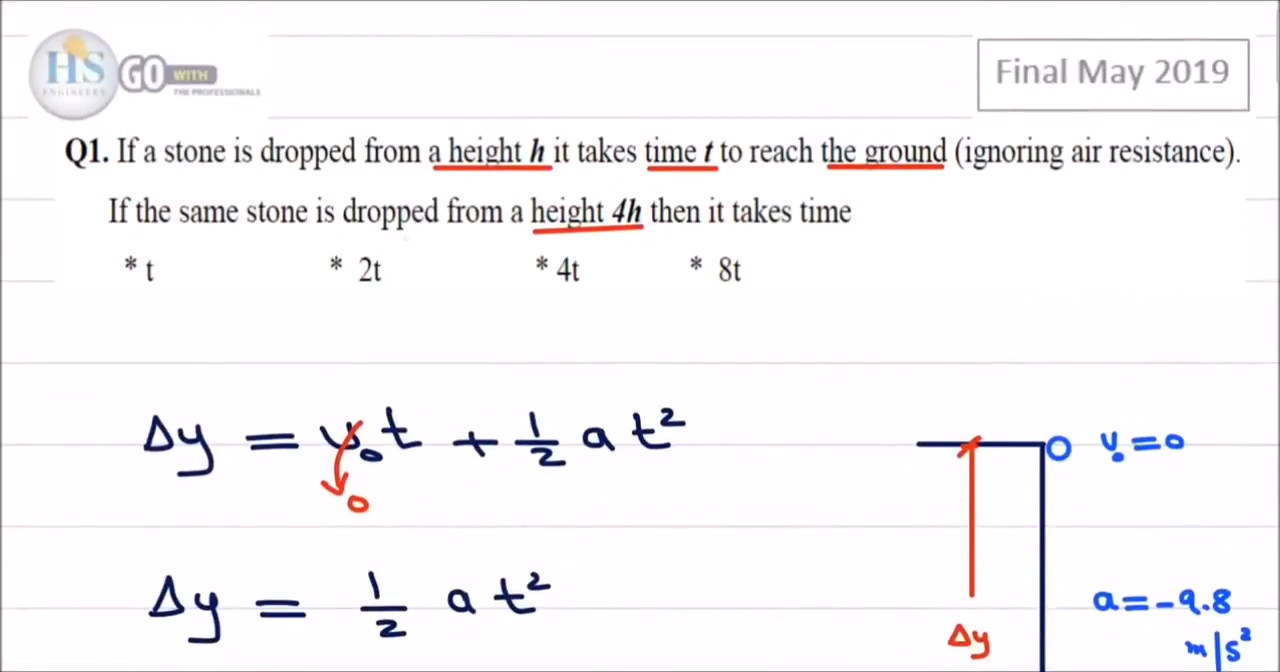 HS GO WITH
ENGINEERS THE PROFESSIONALS
Final May 2019
Q1. If a stone is dropped from a height h it takes time t to reach the ground (ignoring air resistance).
If the same stone is dropped from a height 4h then it takes time
* t * 2t * 4t * 8t
Δy = v₀t + ½ a t²
0
v₀ = 0
Δy = ½ a t²
a = -9.8
m/s²
Δy